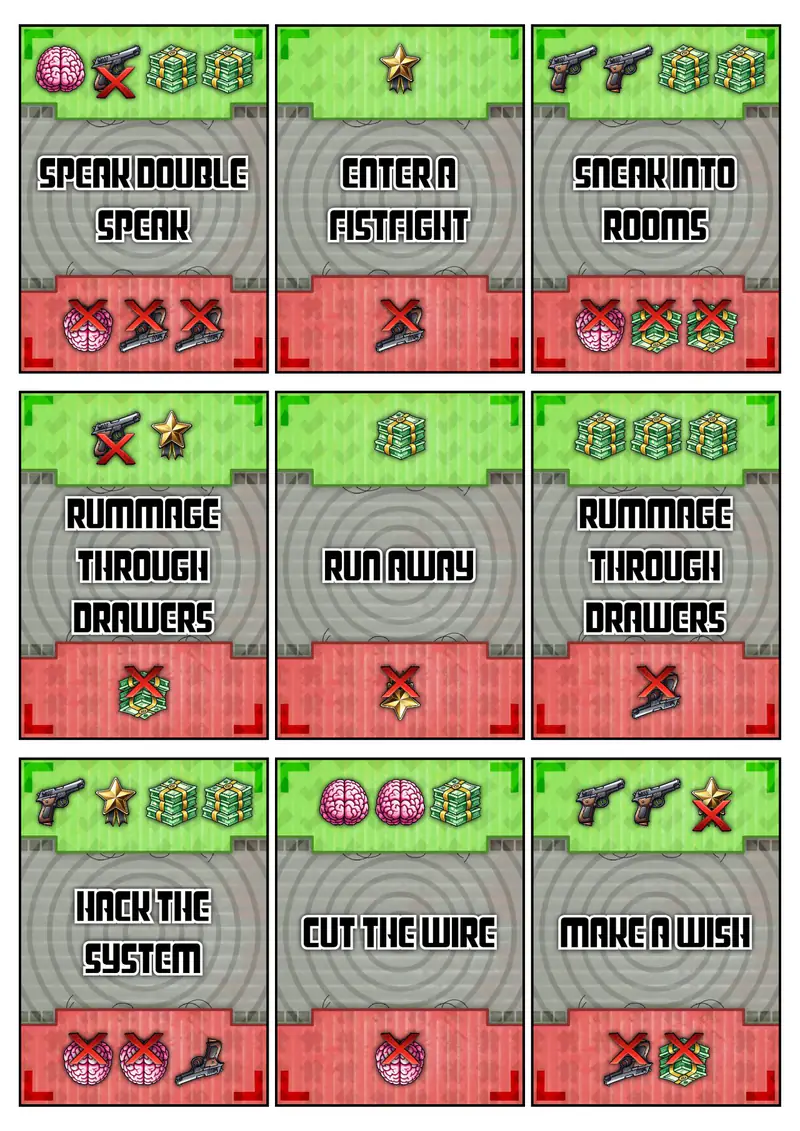 SPEAK DOUBLE
SPEAK
ENTER A
FISTFIGHT
SNEAK INTO
ROOMS
RUMMAGE
THROUGH
DRAWERS
RUN AWAY
RUMMAGE
THROUGH
DRAWERS
HACK THE
SYSTEM
CUT THE WIRE
MAKE A WISH